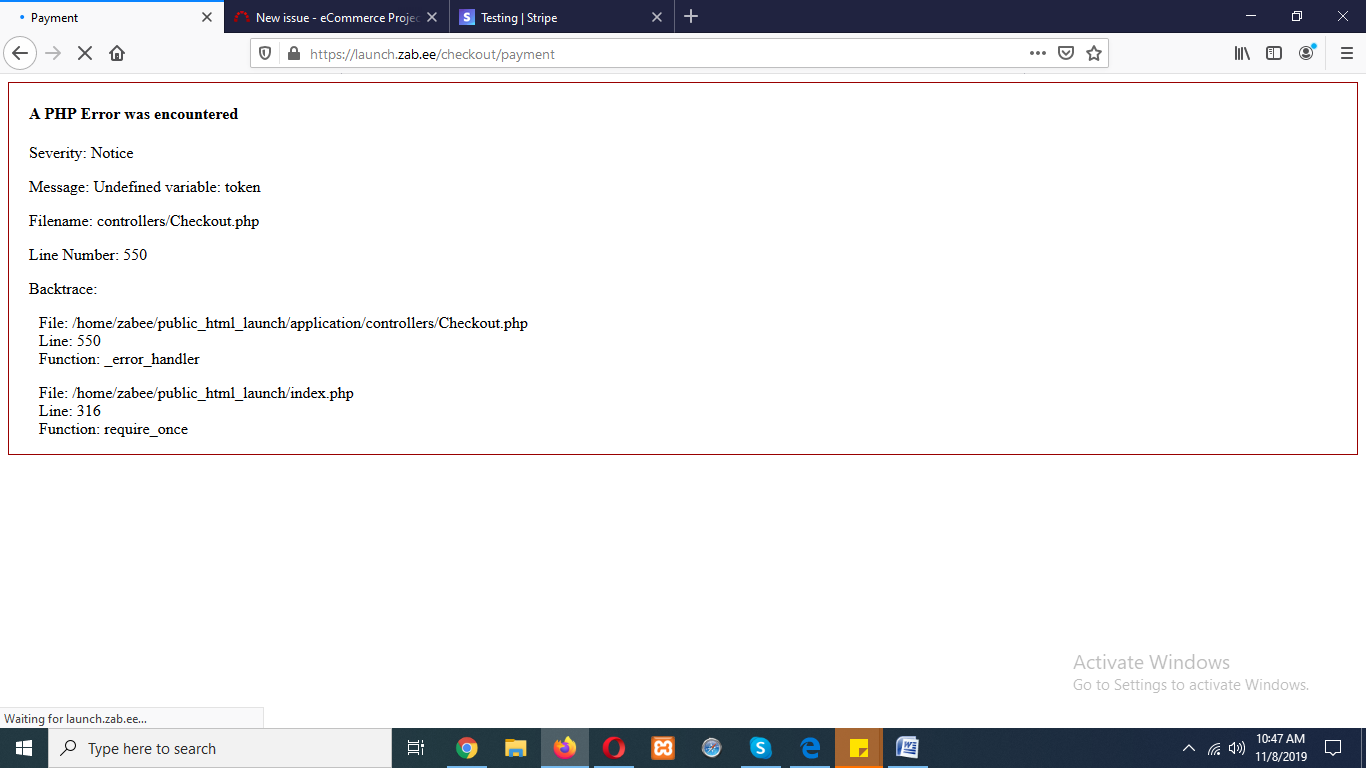 Payment
New issue - eCommerce Projec
S Testing | Stripe
https://launch.zab.ee/checkout/payment
A PHP Error was encountered
Severity: Notice
Message: Undefined variable: token
Filename: controllers/Checkout.php
Line Number: 550
Backtrace:
File: /home/zabee/public_html_launch/application/controllers/Checkout.php
Line: 550
Function: _error_handler
File: /home/zabee/public_html_launch/index.php
Line: 316
Function: require_once
Activate Windows
Go to Settings to activate Windows.
Waiting for launch.zab.ee...
Type here to search
10:47 AM
11/8/2019